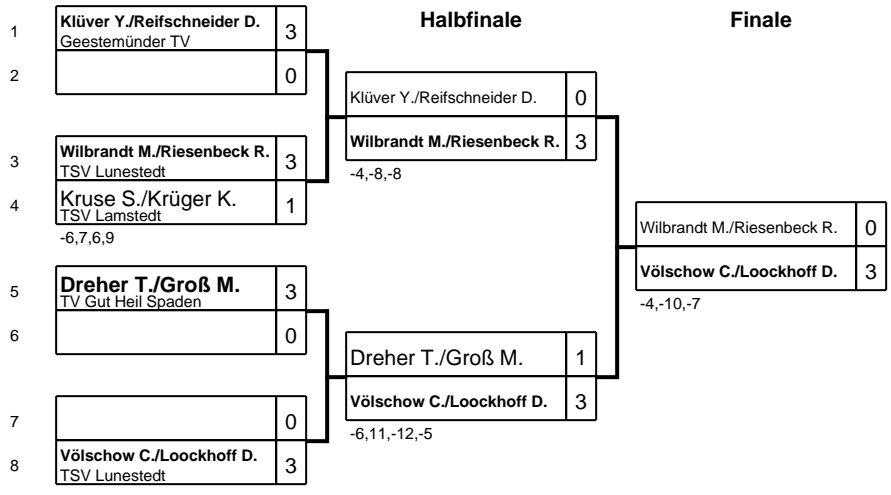 Halbfinale
Finale
1
Klüver Y./Reifschneider D.
3
Geestemünder TV
2
0
3
Wilbrandt M./Riesenbeck R.
3
TSV Lunestedt
4
Kruse S./Krüger K.
1
TSV Lamstedt
-6,7,6,9
5
Dreher T./Groß M.
3
TV Gut Heil Spaden
6
0
7
0
8
Völschow C./Loockhoff D.
3
TSV Lunestedt
Klüver Y./Reifschneider D.
0
Wilbrandt M./Riesenbeck R.
3
-4,-8,-8
Dreher T./Groß M.
1
Völschow C./Loockhoff D.
3
-6,11,-12,-5
Wilbrandt M./Riesenbeck R.
0
Völschow C./Loockhoff D.
3
-4,-10,-7